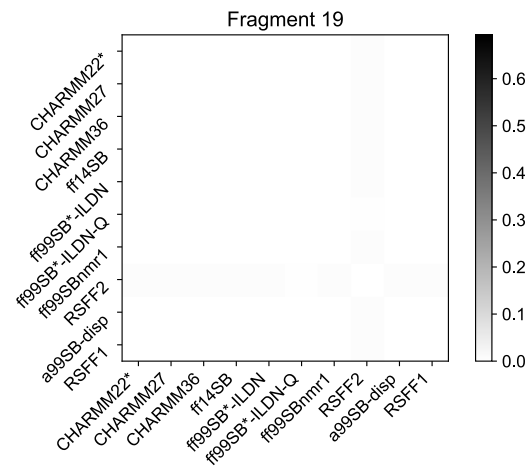 Fragment 19
CHARMM22*
CHARMM27
CHARMM36
ff14SB
ff99SB*-ILDN
ff99SB*-ILDN-Q
ff99SBnmr1
RSFF2
a99SB-disp
RSFF1
CHARMM22*
CHARMM27
CHARMM36
ff14SB
ff99SB*-ILDN
ff99SB*-ILDN-Q
ff99SBnmr1
RSFF2
a99SB-disp
RSFF1
0.6
0.5
0.4
0.3
0.2
0.1
0.0